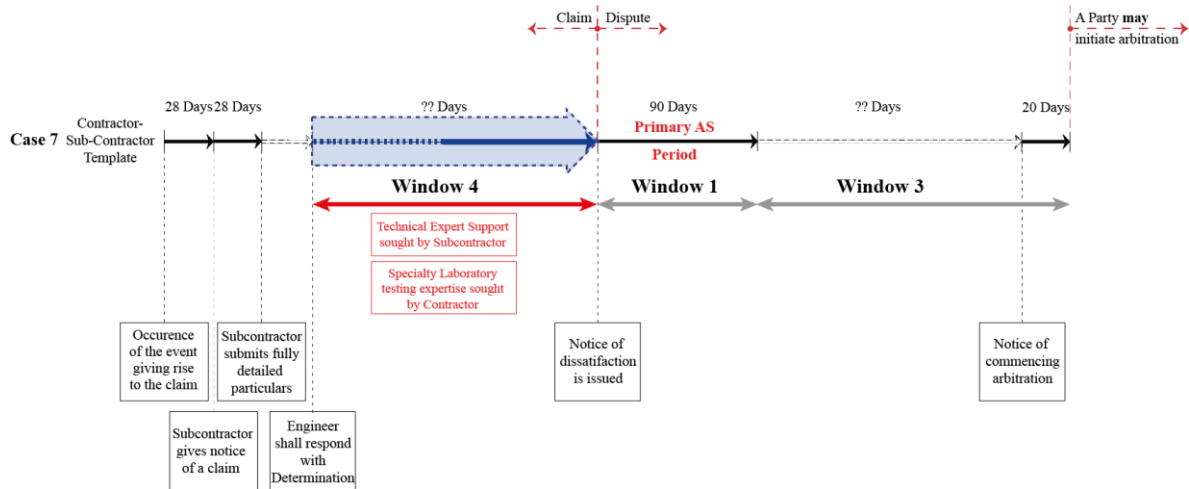 Claim
Dispute
A Party may
initiate arbitration
28 Days
28 Days
?? Days
90 Days
?? Days
20 Days
Case 7
Contractor-
Sub-Contractor
Template
Primary AS
Period
Window 4
Window 1
Window 3
Technical Expert Support
sought by Subcontractor
Specialty Laboratory
testing expertise sought
by Contractor
Occurence
of the event
giving rise
to the claim
Subcontractor
submits fully
detailed
particulars
Notice of
dissatifaction
is issued
Notice of
commencing
arbitration
Subcontractor
gives notice
of a claim
Engineer
shall respond
with
Determination